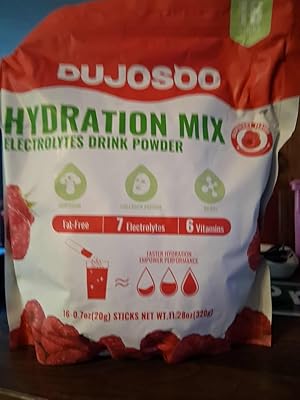 DUJOSOO
HYDRATION MIX
ELECTROLYTES DRINK POWDER
Fat-Free
7 Electrolytes
6 Vitamins
FASTER HYDRATION
EMPOWER PERFORMANCE
16-0.7oz(20g) STICKS NET WT.11.28oz(320g)